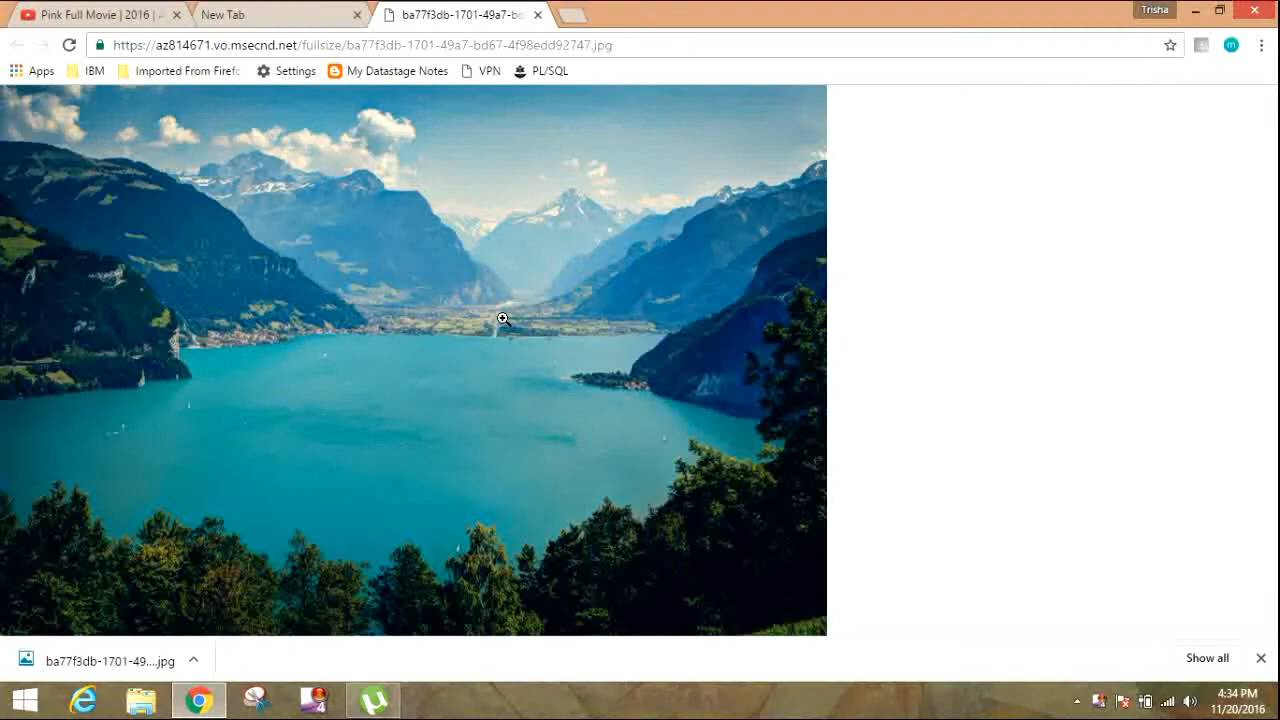 Pink Full Movie | 2016 |
New Tab
ba77f3db-1701-49a7-bd
Trisha
https://az814671.vo.msecnd.net/fullsize/ba77f3db-1701-49a7-bd67-4f98edd92747.jpg
m
Apps
IBM
Imported From Firefo
Settings
My Datastage Notes
VPN
PL/SQL
ba77f3db-1701-49....jpg
Show all
4:34 PM
11/20/2016